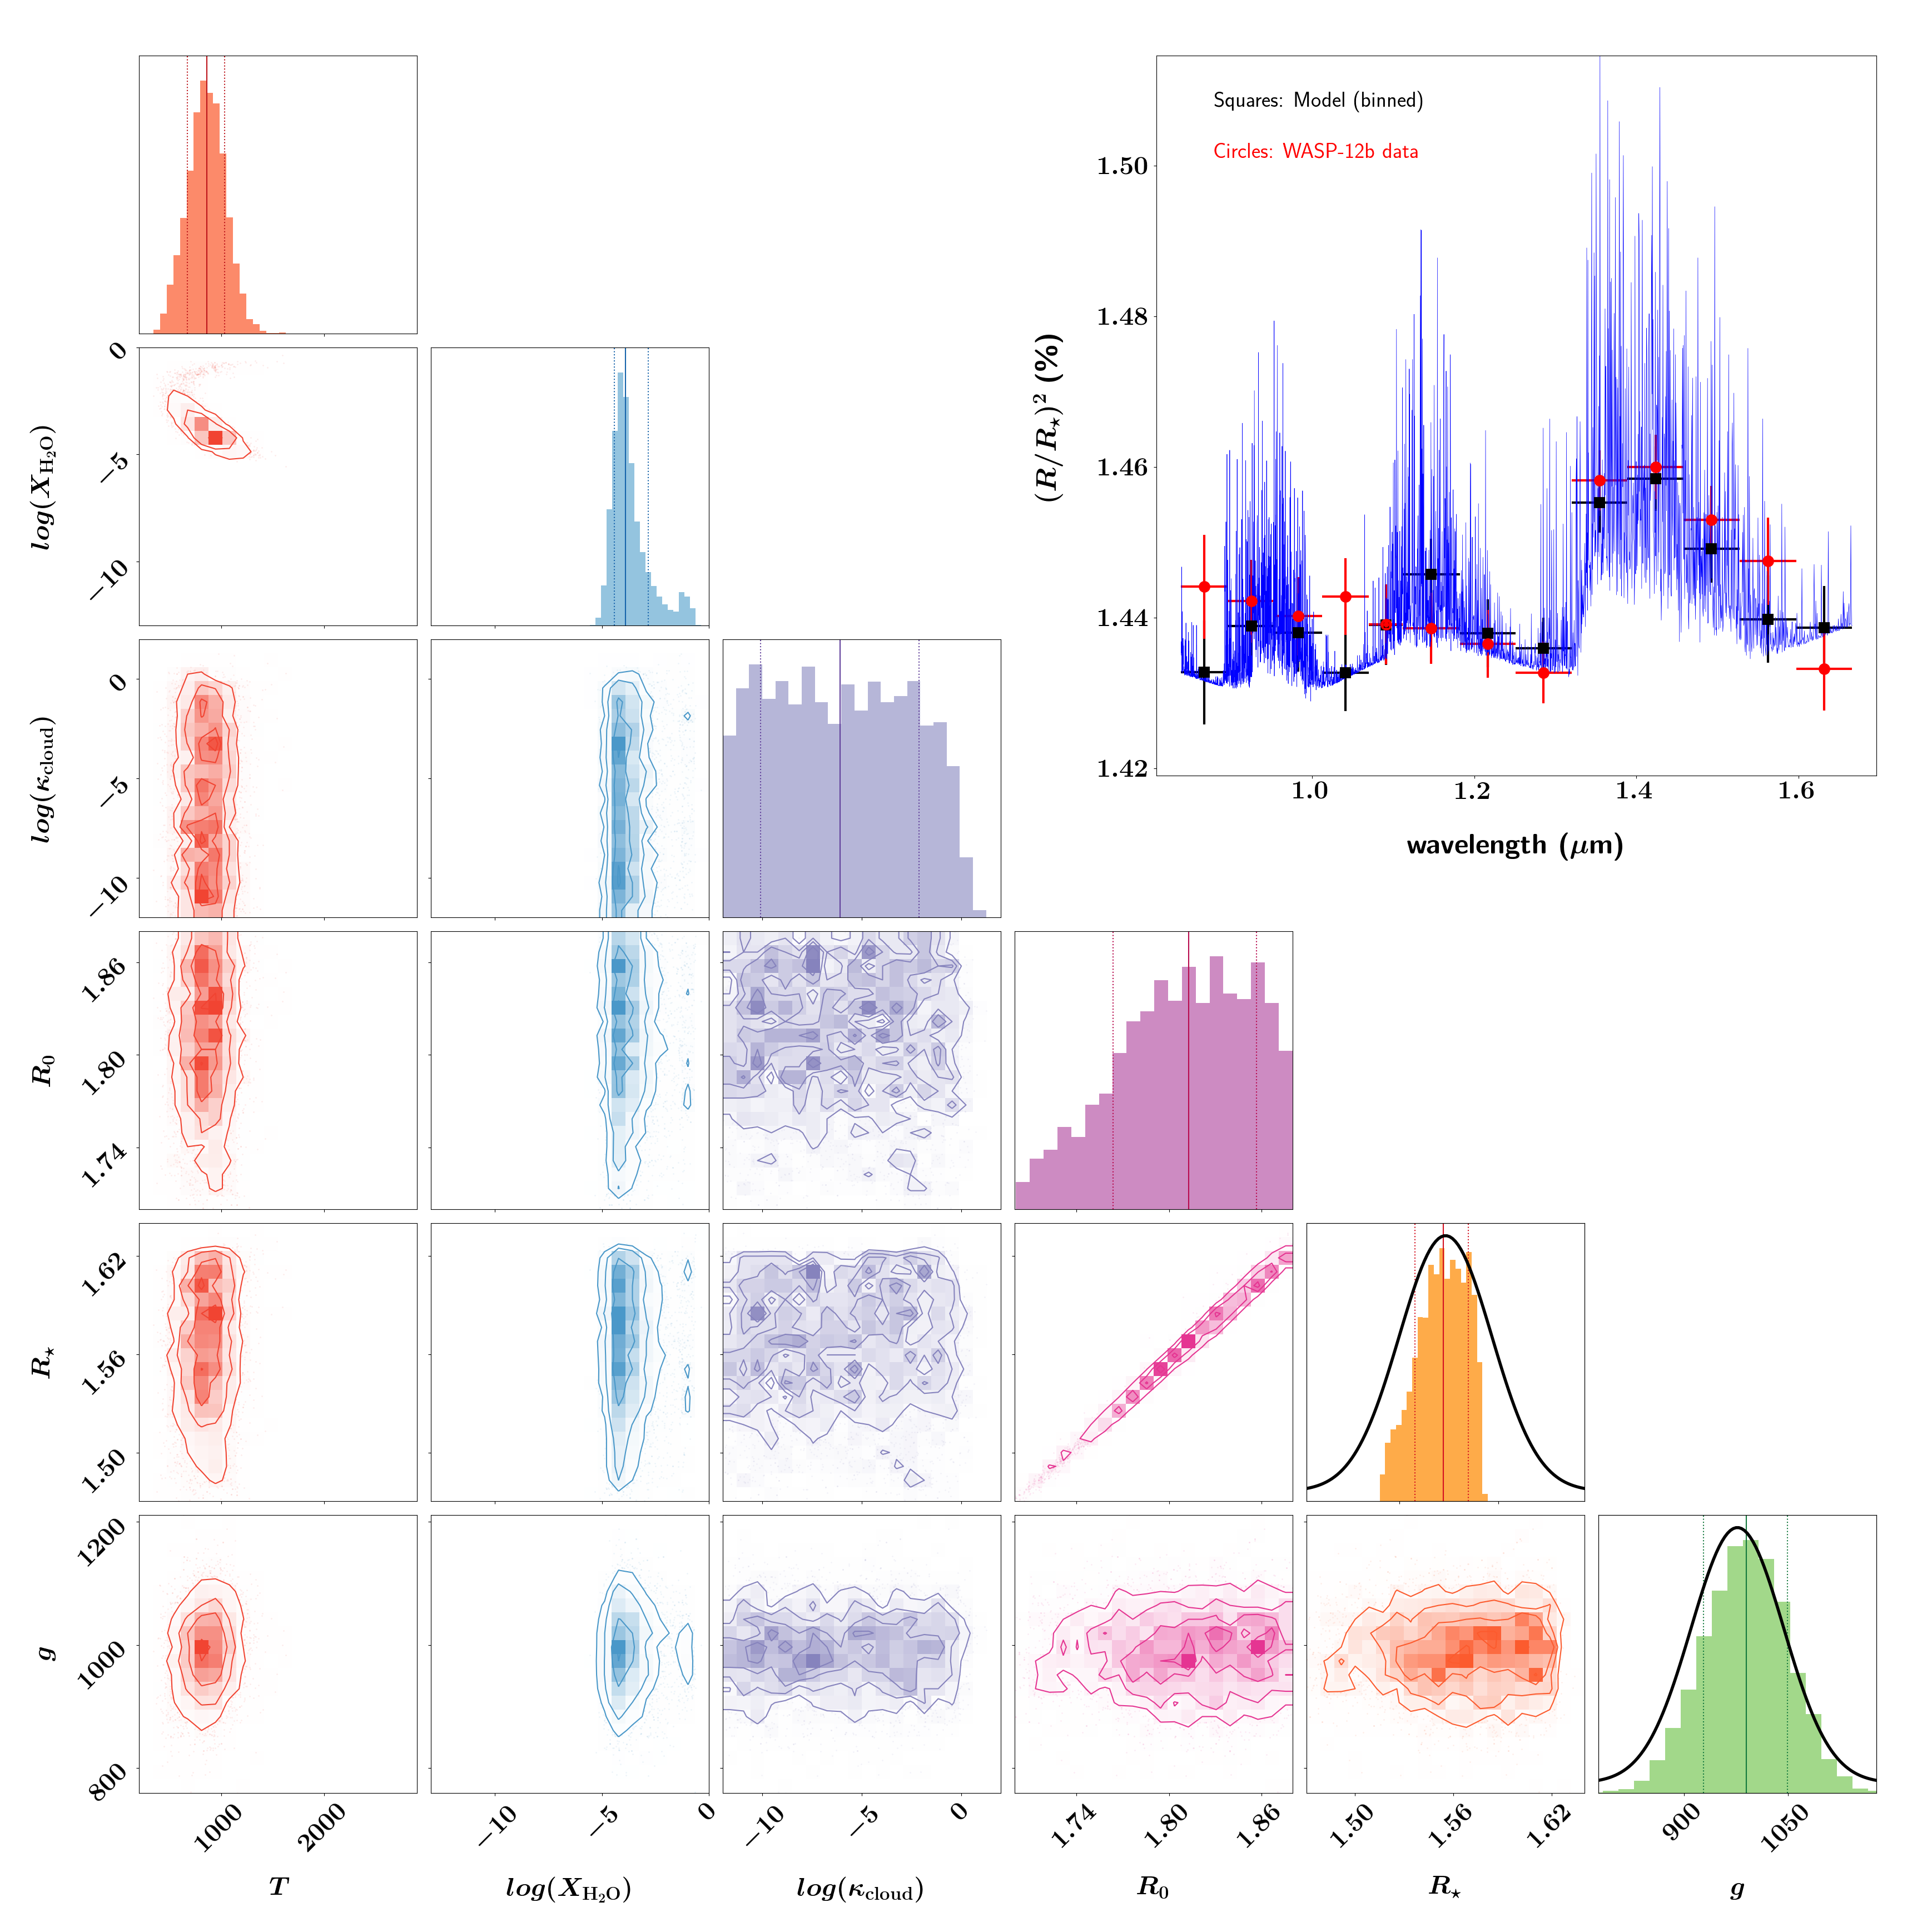 Squares: Model (binned)
Circles: WASP-12b data
1.50
1.48
1.46
1.44
1.42
(R/R⋆)² (%)
1.0 1.2 1.4 1.6
wavelength (μm)
0
−5
−10
log(X_H₂O)
0
−5
−10
log(κ_cloud)
1.86
1.80
1.74
R₀
1.62
1.56
1.50
R⋆
1200
1000
800
g
1000 2000 −10 −5 0 −10 −5 0 1.74 1.80 1.86 1.50 1.56 1.62 900 1050
T log(X_H₂O) log(κ_cloud) R₀ R⋆ g